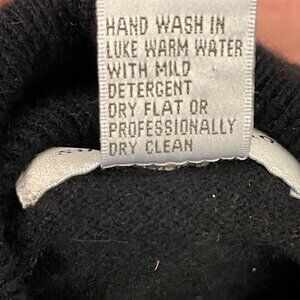 HAND WASH IN
LUKE WARM WATER
WITH MILD
DETERGENT
DRY FLAT OR
PROFESSIONALLY
DRY CLEAN